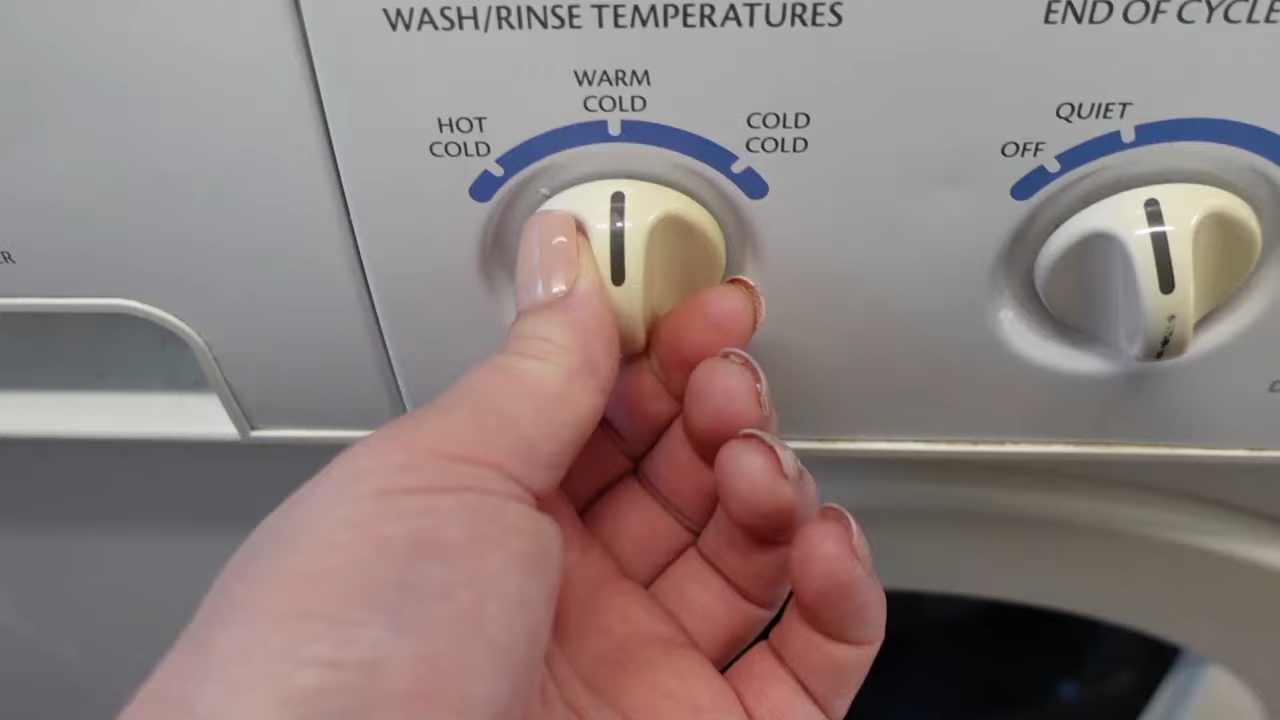 WASH/RINSE TEMPERATURES
END OF CYCLE
WARM
COLD
HOT
COLD
COLD
COLD
QUIET
OFF